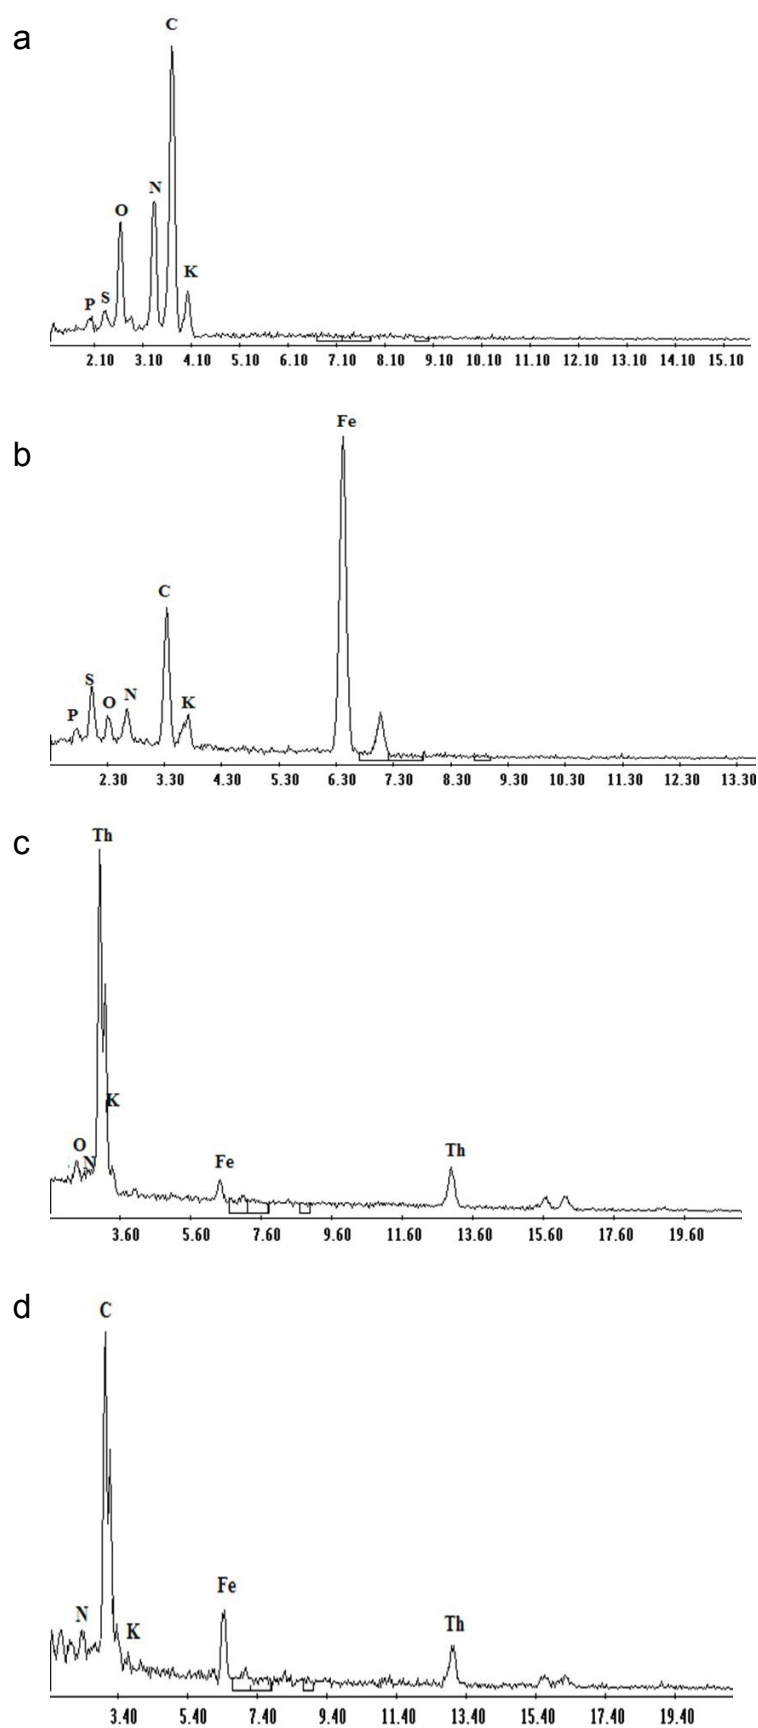 a
C
N
O
K
S
P
2.10 3.10 4.10 5.10 6.10 7.10 8.10 9.10 10.10 11.10 12.10 13.10 14.10 15.10
b
Fe
C
S
N
O
K
P
2.30 3.30 4.30 5.30 6.30 7.30 8.30 9.30 10.30 11.30 12.30 13.30
c
Th
K
O
N
Fe
Th
3.60 5.60 7.60 9.60 11.60 13.60 15.60 17.60 19.60
d
C
Fe
N
K
Th
3.40 5.40 7.40 9.40 11.40 13.40 15.40 17.40 19.40